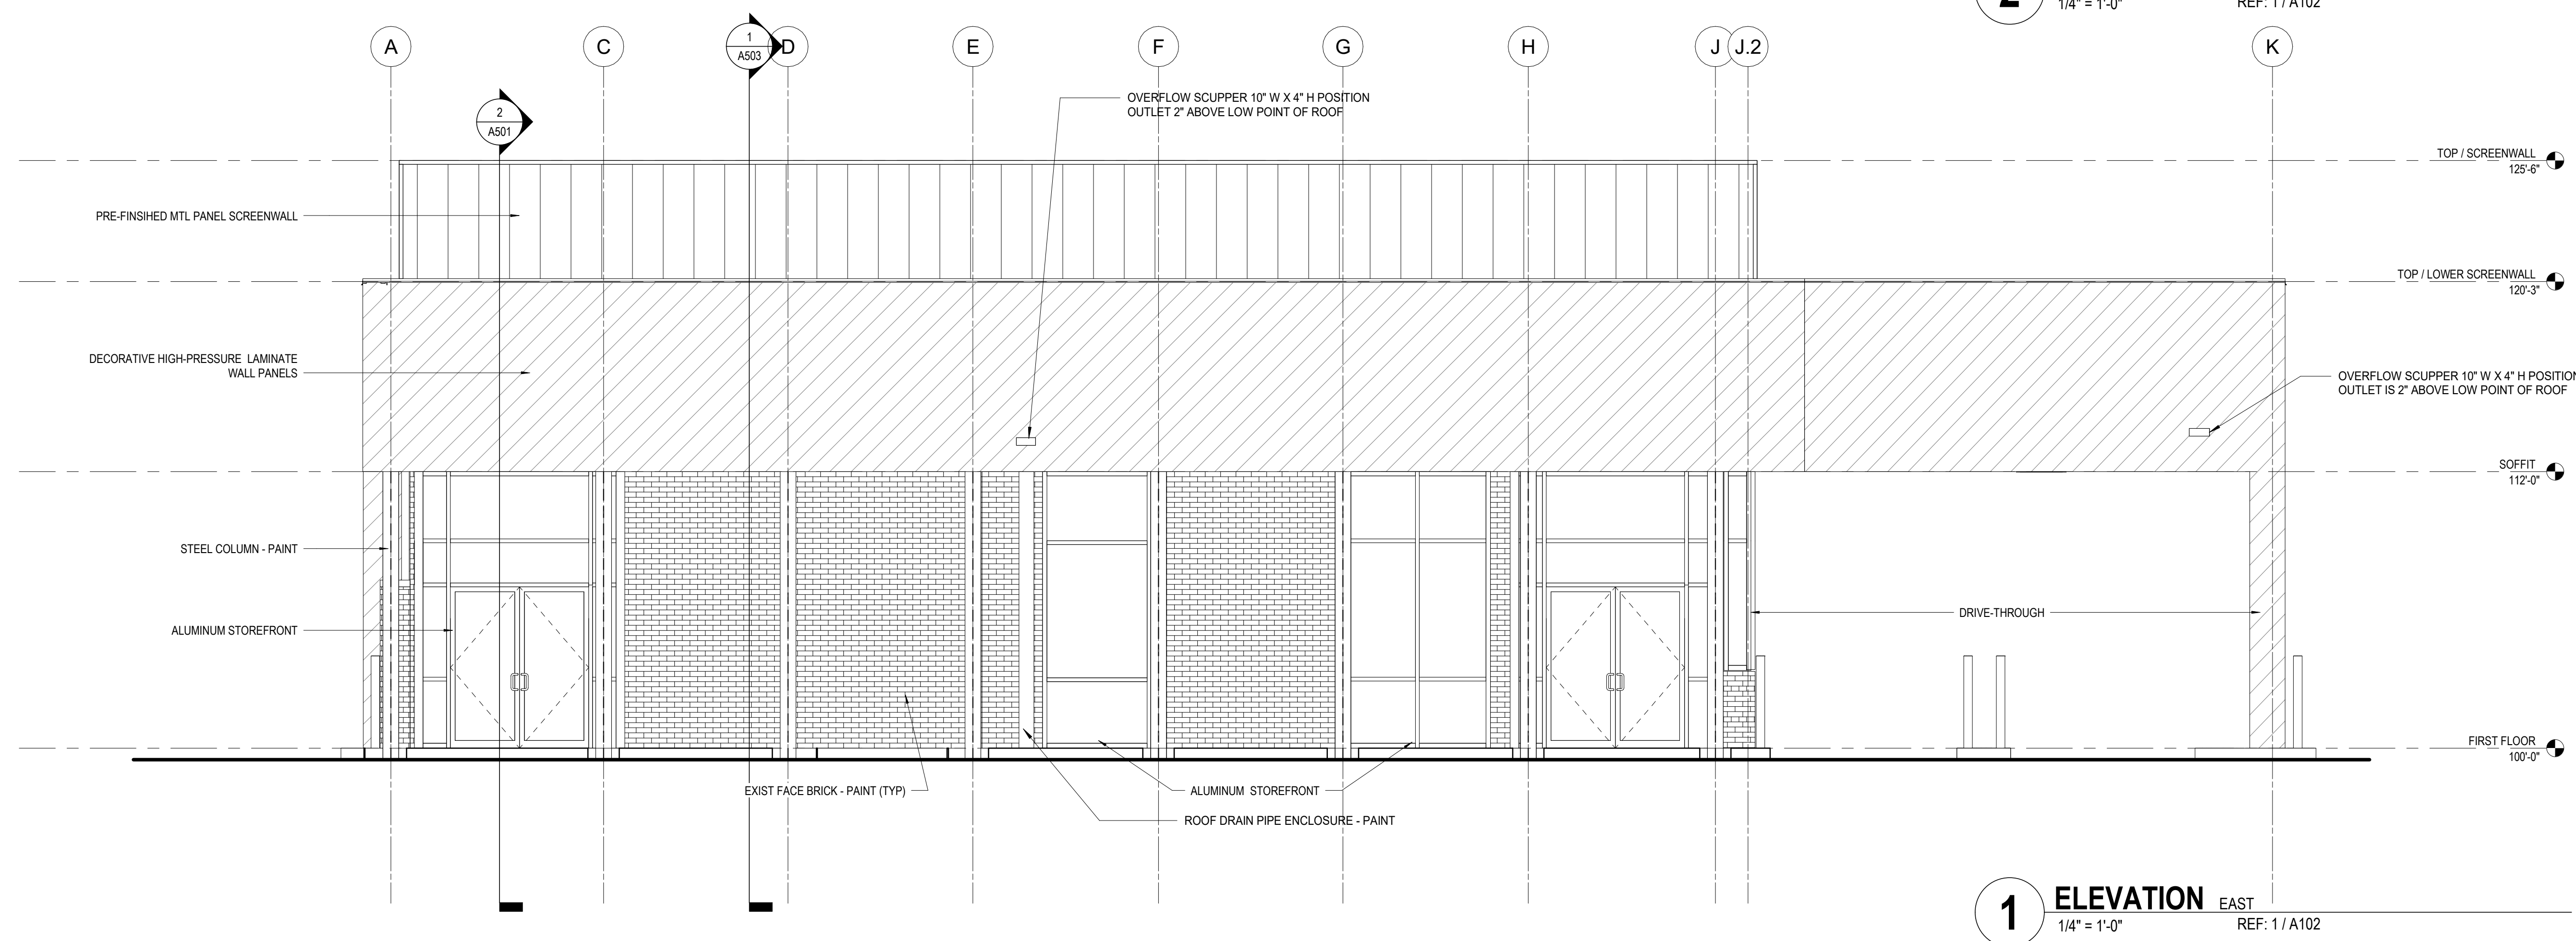 2
1/4" = 1'-0"
REF: 1 / A102
A
C
1
A503
D
E
F
G
H
J
J.2
K
2
A501
OVERFLOW SCUPPER 10" W X 4" H POSITION
OUTLET 2" ABOVE LOW POINT OF ROOF
TOP / SCREENWALL
125'-6"
PRE-FINSIHED MTL PANEL SCREENWALL
TOP / LOWER SCREENWALL
120'-3"
DECORATIVE HIGH-PRESSURE LAMINATE
WALL PANELS
OVERFLOW SCUPPER 10" W X 4" H POSITION
OUTLET IS 2" ABOVE LOW POINT OF ROOF
SOFFIT
112'-0"
STEEL COLUMN - PAINT
DRIVE-THROUGH
ALUMINUM STOREFRONT
FIRST FLOOR
100'-0"
EXIST FACE BRICK - PAINT (TYP)
ALUMINUM STOREFRONT
ROOF DRAIN PIPE ENCLOSURE - PAINT
1
ELEVATION EAST
1/4" = 1'-0"
REF: 1 / A102